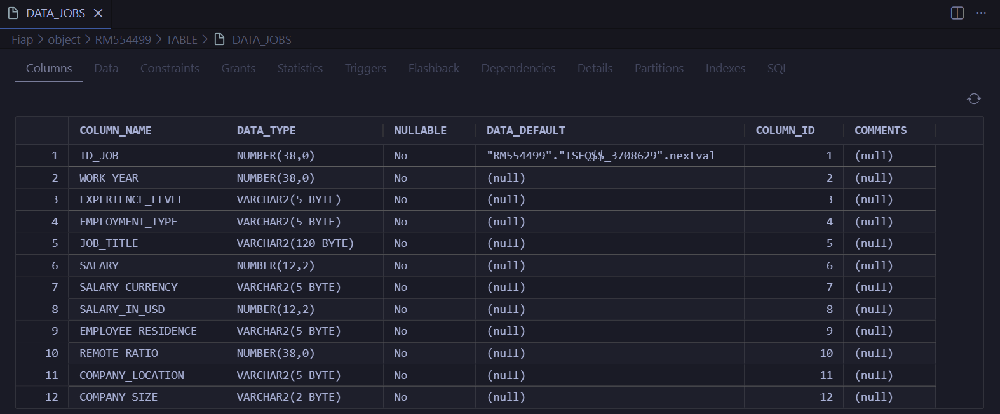 DATA_JOBS
Fiap > object > RM554499 > TABLE > DATA_JOBS
Columns Data Constraints Grants Statistics Triggers Flashback Dependencies Details Partitions Indexes SQL
COLUMN_NAME DATA_TYPE NULLABLE DATA_DEFAULT COLUMN_ID COMMENTS
1 ID_JOB NUMBER(38,0) No "RM554499"."ISEQ$$_3708629".nextval 1 (null)
2 WORK_YEAR NUMBER(38,0) No (null) 2 (null)
3 EXPERIENCE_LEVEL VARCHAR2(5 BYTE) No (null) 3 (null)
4 EMPLOYMENT_TYPE VARCHAR2(5 BYTE) No (null) 4 (null)
5 JOB_TITLE VARCHAR2(120 BYTE) No (null) 5 (null)
6 SALARY NUMBER(12,2) No (null) 6 (null)
7 SALARY_CURRENCY VARCHAR2(5 BYTE) No (null) 7 (null)
8 SALARY_IN_USD NUMBER(12,2) No (null) 8 (null)
9 EMPLOYEE_RESIDENCE VARCHAR2(5 BYTE) No (null) 9 (null)
10 REMOTE_RATIO NUMBER(38,0) No (null) 10 (null)
11 COMPANY_LOCATION VARCHAR2(5 BYTE) No (null) 11 (null)
12 COMPANY_SIZE VARCHAR2(2 BYTE) No (null) 12 (null)